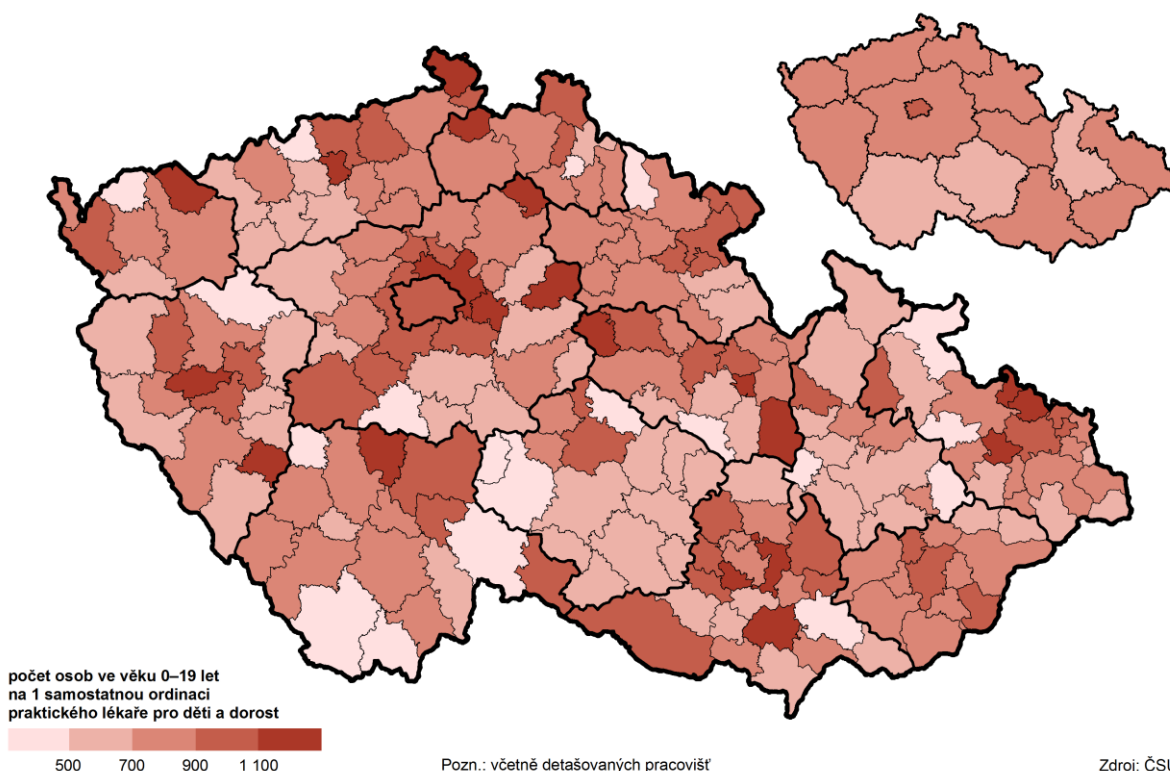 počet osob ve věku 0–19 let
na 1 samostatnou ordinaci
praktického lékaře pro děti a dorost
500 700 900 1 100
Pozn.: včetně detašovaných pracovišť
Zdroj: ČSÚ